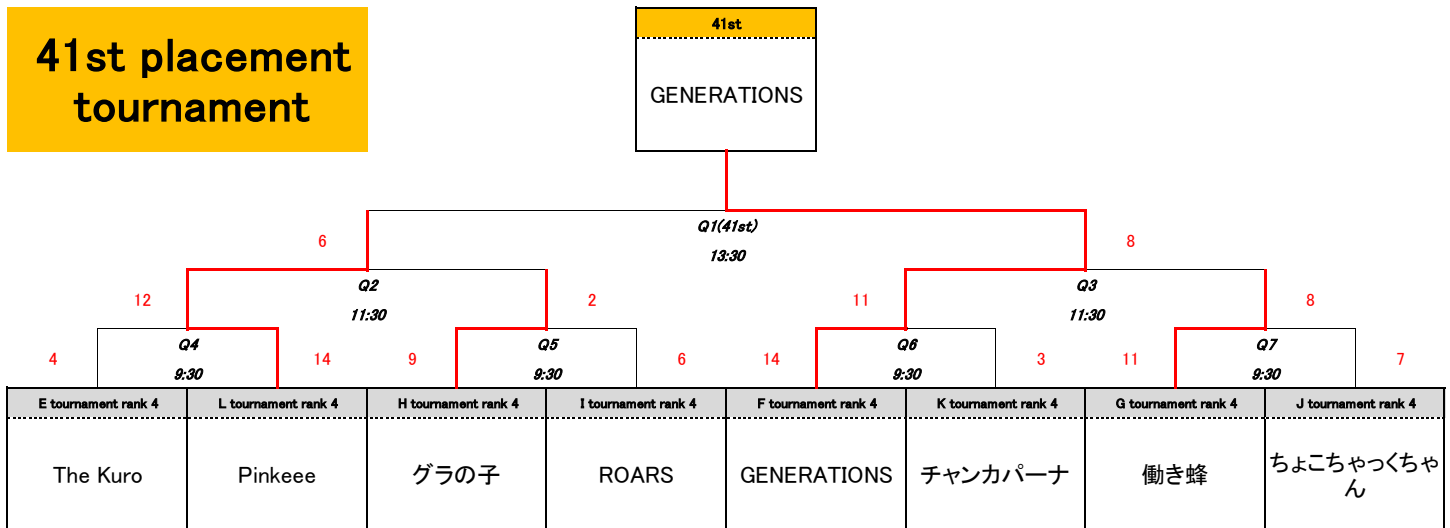 41st placement
tournament
41st
GENERATIONS
Q1(41st)
13:30
6
8
Q2
11:30
Q3
11:30
12
2
11
8
Q4
9:30
Q5
9:30
Q6
9:30
Q7
9:30
4
14
9
6
14
3
11
7
E tournament rank 4
L tournament rank 4
H tournament rank 4
I tournament rank 4
F tournament rank 4
K tournament rank 4
G tournament rank 4
J tournament rank 4
The Kuro
Pinkeee
グラの子
ROARS
GENERATIONS
チャンカパーナ
働き蜂
ちょこちゃっくちゃ
ん